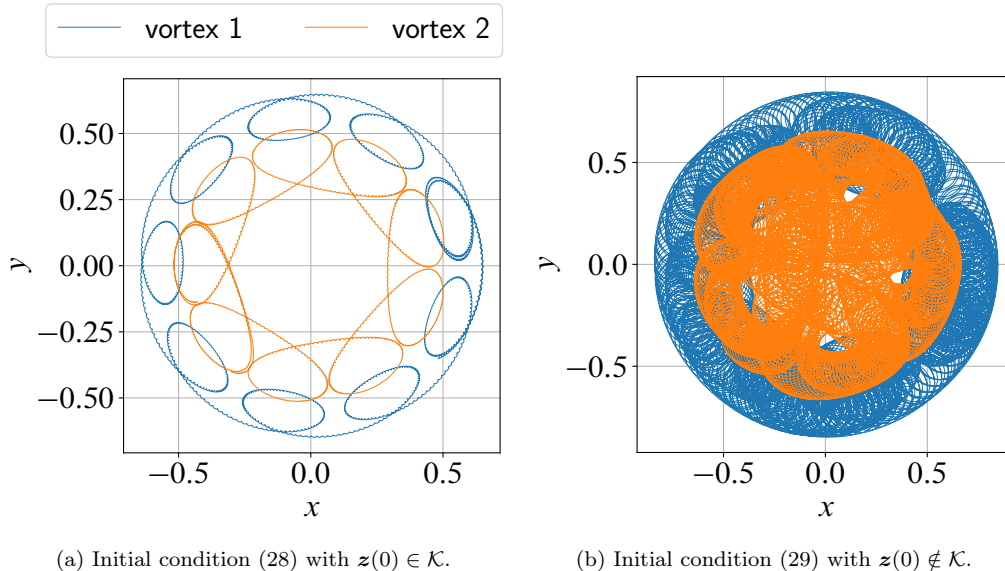 vortex 1 vortex 2
0.50
0.25
0.00
−0.25
−0.50
y
−0.5 0.0 0.5
x
0.5
0.0
−0.5
y
−0.5 0.0 0.5
x
(a) Initial condition (28) with z(0) ∈ 𝒦.
(b) Initial condition (29) with z(0) ∉ 𝒦.